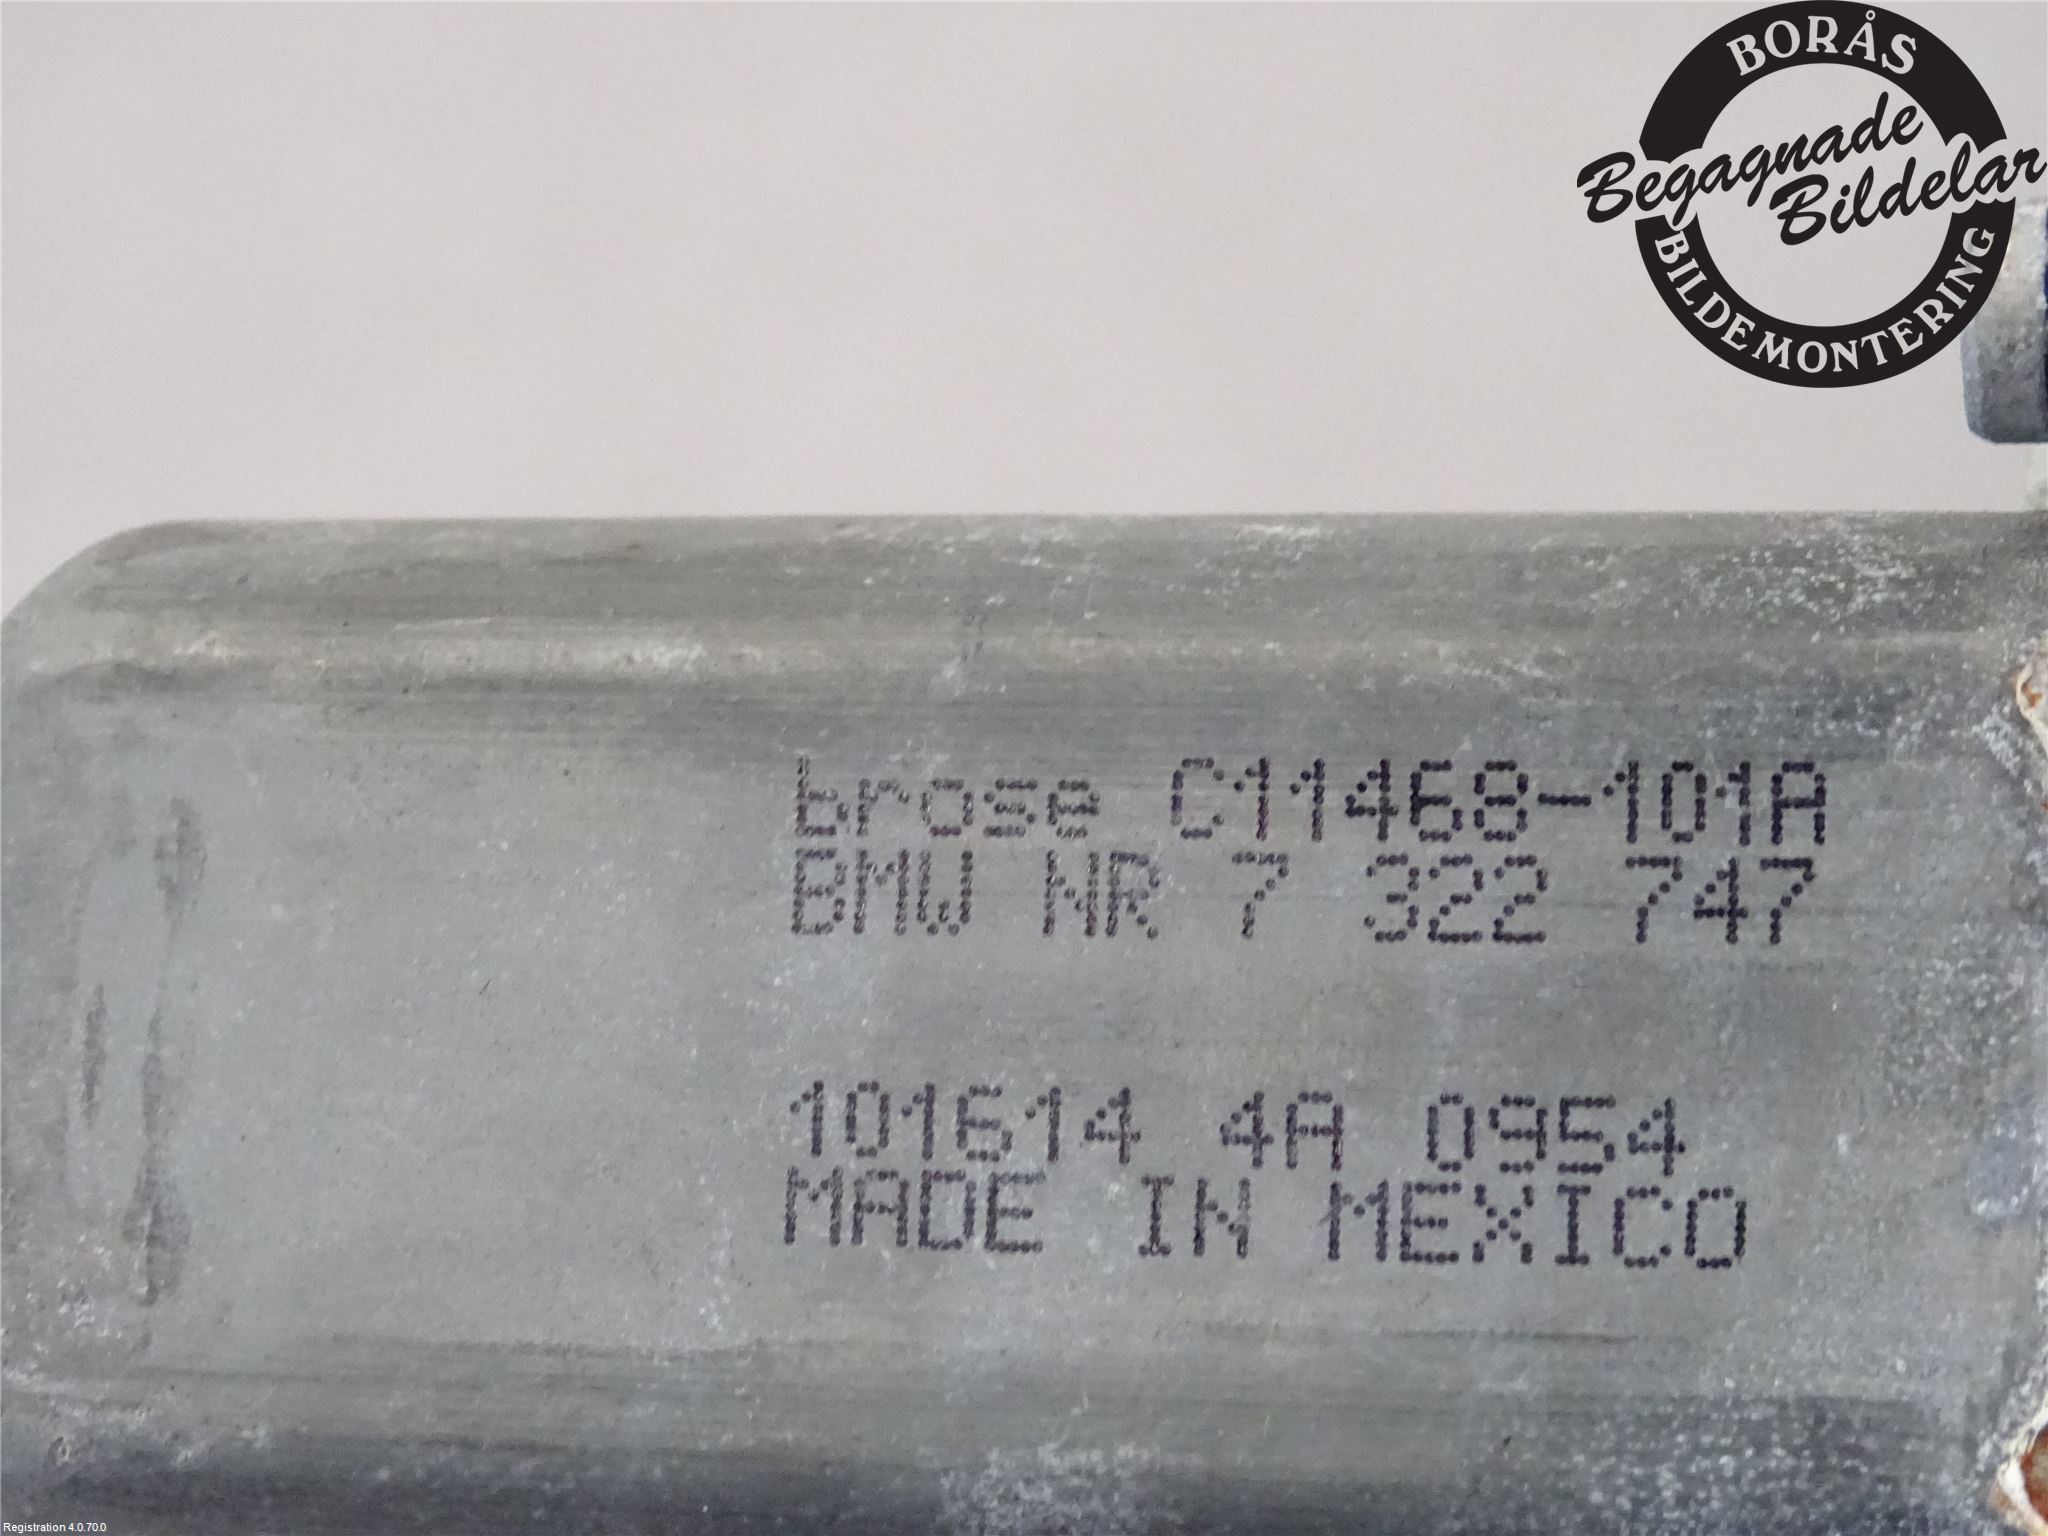 BORÅS
Begagnade
Bildelar
BILDEMONTERING
brose C11468-101A
BMW NR 7 322 747
101614 4A 0954
MADE IN MEXICO
Registration 4.0.70.0